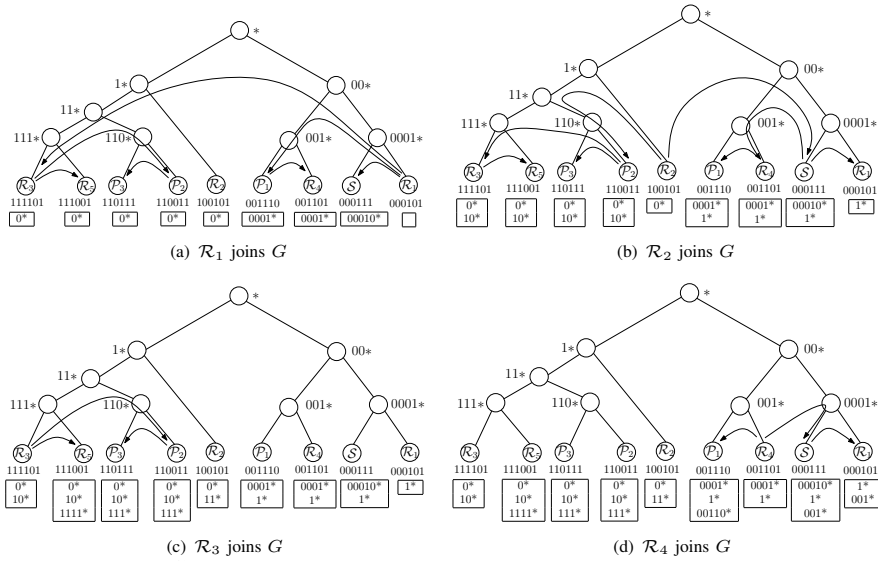 *
1* 00*
11*
111* 110* 001* 0001*
R₃ R₅ P₃ P₂ R₂ P₁ R₄ S R₁
111101 111001 110111 110011 100101 001110 001101 000111 000101
0* 0* 0* 0* 0* 0001* 0001* 00010*
(a) R₁ joins G
*
1* 00*
11*
111* 110* 001* 0001*
R₃ R₅ P₃ P₂ R₂ P₁ R₄ S R₁
111101 111001 110111 110011 100101 001110 001101 000111 000101
0* 0* 0* 0* 0* 0001* 0001* 00010* 1*
10* 10* 10* 10* 1* 1* 1*
(b) R₂ joins G
*
1* 00*
11*
111* 110* 001* 0001*
R₃ R₅ P₃ P₂ R₂ P₁ R₄ S R₁
111101 111001 110111 110011 100101 001110 001101 000111 000101
0* 0* 0* 0* 0* 0001* 0001* 00010* 1*
10* 10* 10* 10* 11* 1* 1* 1*
1111* 111* 111*
(c) R₃ joins G
*
1* 00*
11*
111* 110* 001* 0001*
R₃ R₅ P₃ P₂ R₂ P₁ R₄ S R₁
111101 111001 110111 110011 100101 001110 001101 000111 000101
0* 0* 0* 0* 0* 0001* 0001* 00010* 1*
10* 10* 10* 10* 11* 1* 1* 1* 001*
1111* 111* 111* 00110* 001*
(d) R₄ joins G